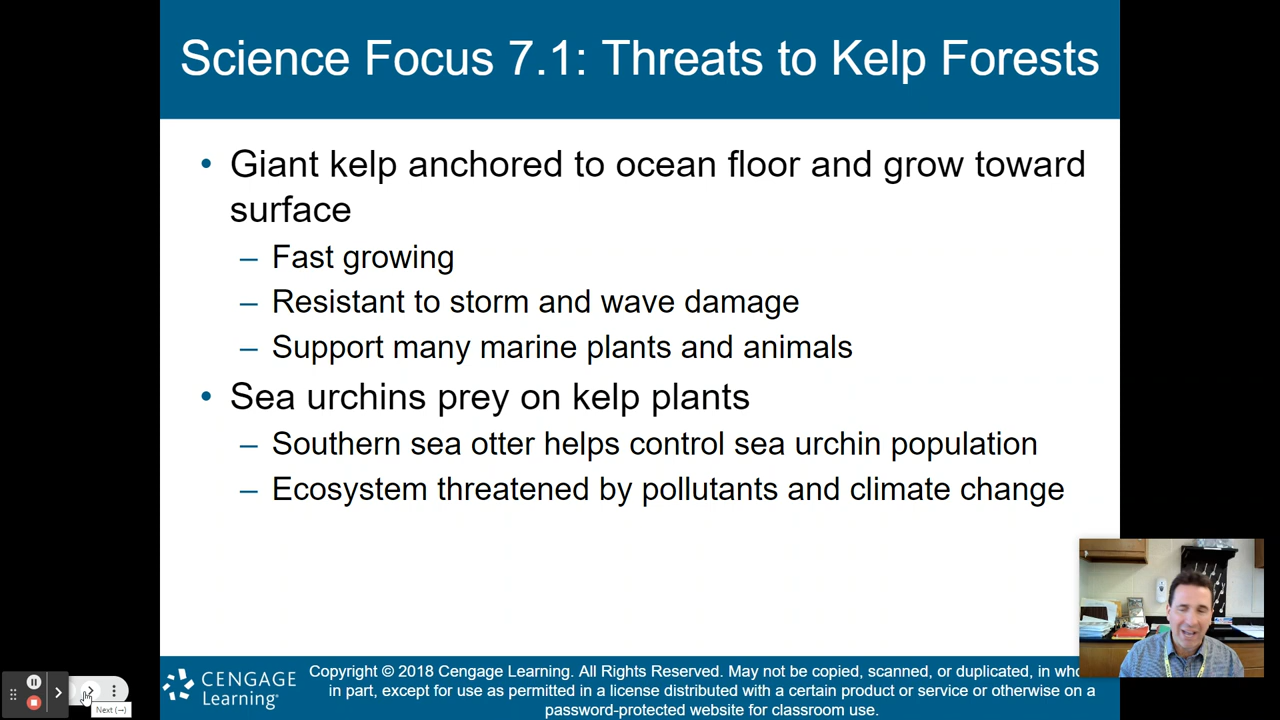 Science Focus 7.1: Threats to Kelp Forests
• Giant kelp anchored to ocean floor and grow toward
surface
– Fast growing
– Resistant to storm and wave damage
– Support many marine plants and animals
• Sea urchins prey on kelp plants
– Southern sea otter helps control sea urchin population
– Ecosystem threatened by pollutants and climate change
CENGAGE
Learning®
Copyright © 2018 Cengage Learning. All Rights Reserved. May not be copied, scanned, or duplicated, in who
in part, except for use as permitted in a license distributed with a certain product or service or otherwise on a
password-protected website for classroom use.
Next (→)